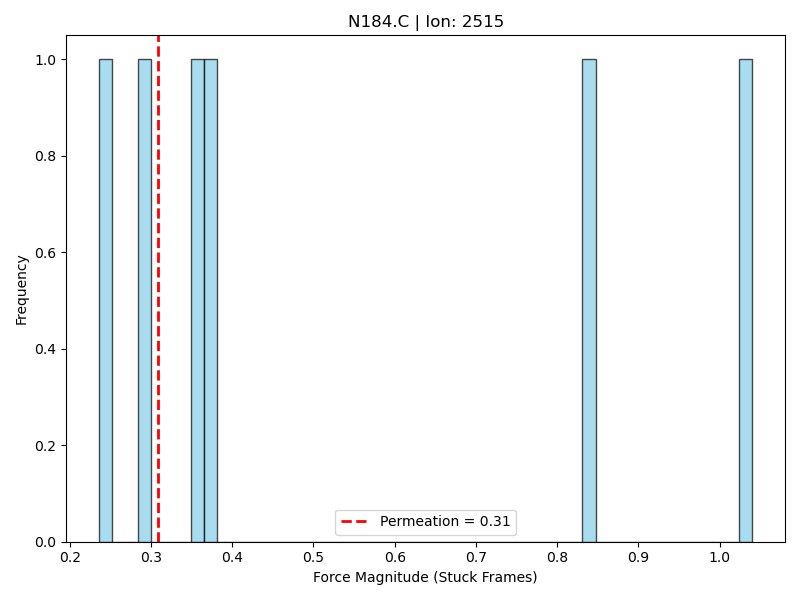 N184.C | Ion: 2515
Frequency
1.0
0.8
0.6
0.4
0.2
0.0
Permeation = 0.31
0.2 0.3 0.4 0.5 0.6 0.7 0.8 0.9 1.0
Force Magnitude (Stuck Frames)